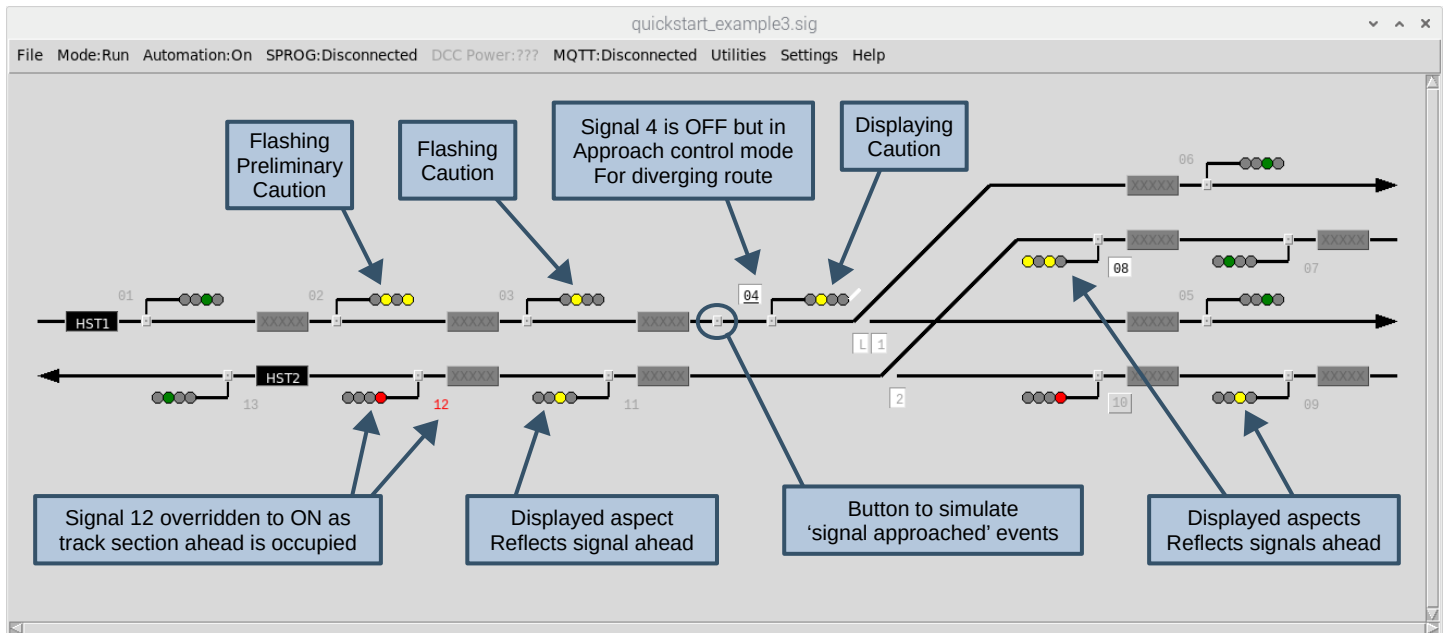 quickstart_example3.sig
File Mode:Run Automation:On SPROG:Disconnected DCC Power:??? MQTT:Disconnected Utilities Settings Help
Flashing
Preliminary
Caution
Flashing
Caution
Signal 4 is OFF but in
Approach control mode
For diverging route
Displaying
Caution
06
XXXXX
XXXXX
XXXXX
08
07
01
02
03
04
05
HST1
XXXXX
XXXXX
XXXXX
XXXXX
L 1
HST2
XXXXX
XXXXX
XXXXX
XXXXX
13
12
11
2
10
09
Signal 12 overridden to ON as
track section ahead is occupied
Displayed aspect
Reflects signal ahead
Button to simulate
‘signal approached’ events
Displayed aspects
Reflects signals ahead